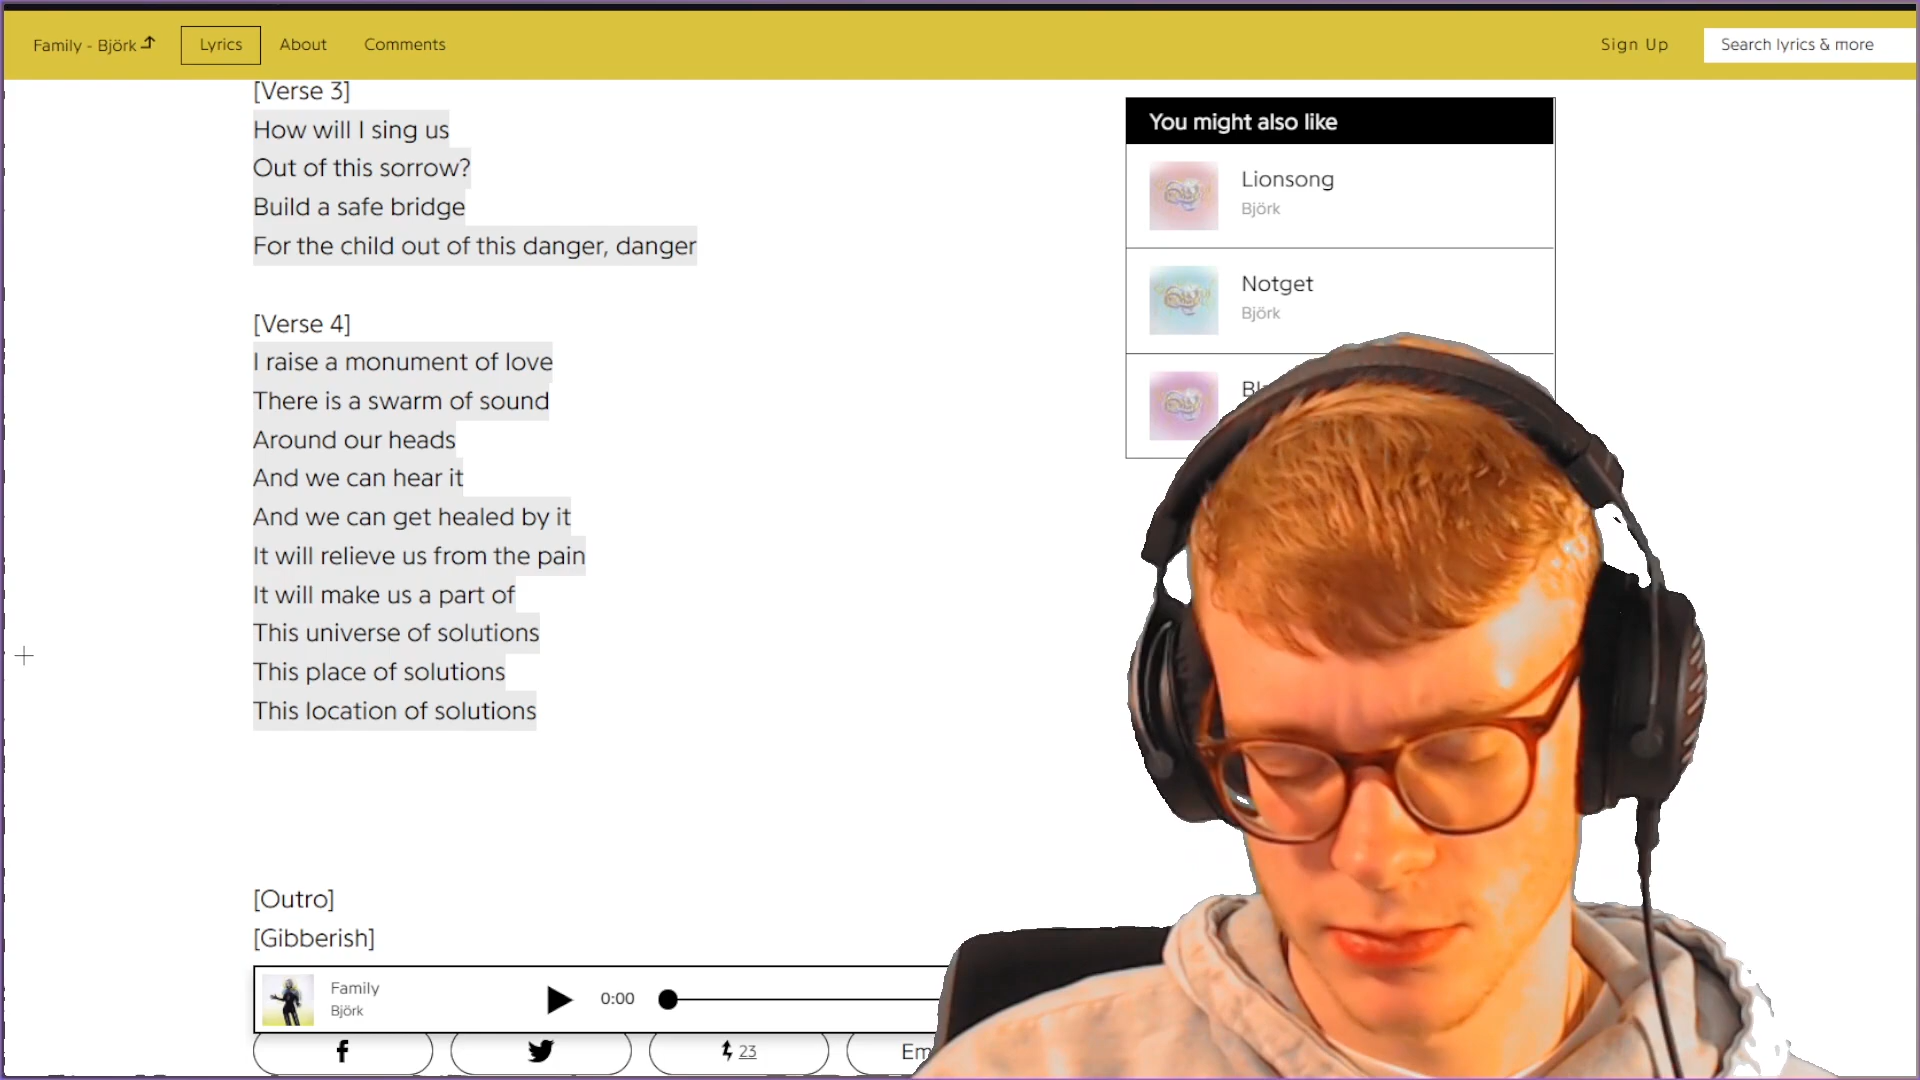 Family - Björk
Lyrics
About
Comments
Sign Up
Search lyrics & more
[Verse 3]
How will I sing us
Out of this sorrow?
Build a safe bridge
For the child out of this danger, danger
[Verse 4]
I raise a monument of love
There is a swarm of sound
Around our heads
And we can hear it
And we can get healed by it
It will relieve us from the pain
It will make us a part of
This universe of solutions
This place of solutions
This location of solutions
[Outro]
[Gibberish]
You might also like
Lionsong
Björk
Notget
Björk
Family
Björk
0:00
23